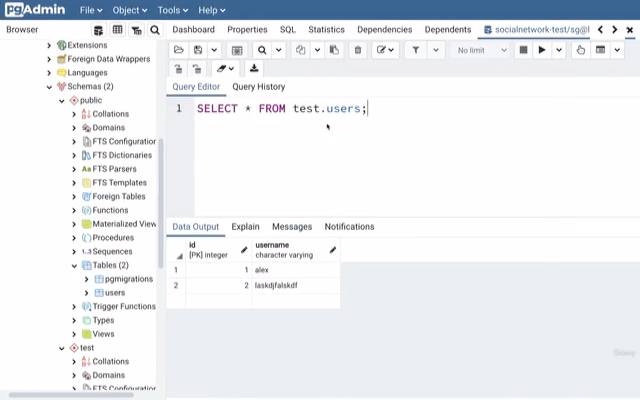 pgAdmin File Object Tools Help
Browser Dashboard Properties SQL Statistics Dependencies Dependents socialnetwork-test/sg@l
No limit
Extensions
Foreign Data Wrappers
Languages
Schemas (2)
public
Collations
Domains
FTS Configuration
FTS Dictionaries
FTS Parsers
FTS Templates
Foreign Tables
Functions
Materialized View
Procedures
1..3 Sequences
Tables (2)
pgmigrations
users
Trigger Functions
Types
Views
test
Collations
Domains
FTS Configuration
Query Editor Query History
1 SELECT * FROM test.users;
Data Output Explain Messages Notifications
id username
[PK] integer character varying
1 1 alex
2 2 laskdjfalskdf